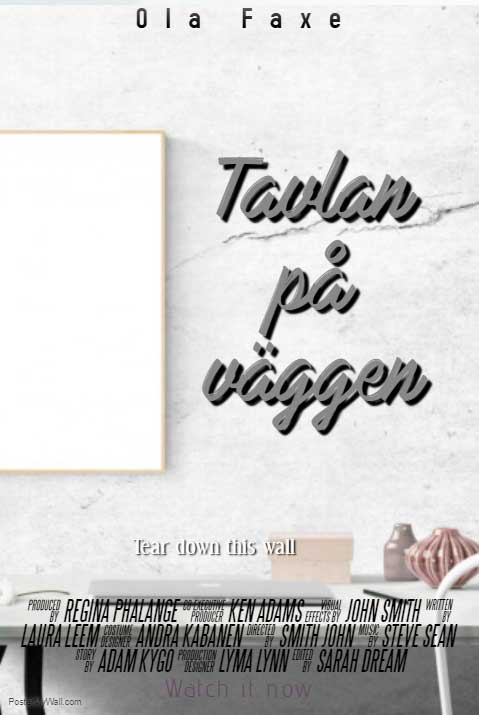 Ola Faxe
Tavlan
på
väggen
Tear down this wall
PRODUCED BY REGINA PHALANGE CO EXECUTIVE PRODUCER KEN ADAMS VISUAL EFFECTS BY JOHN SMITH WRITTEN BY
LAURA LEEM COSTUME DESIGNER ANDRA KABANEN DIRECTED BY SMITH JOHN MUSIC BY STEVE SEAN
STORY BY ADAM KYGO PRODUCTION DESIGNER LYMA LYNN EDITED BY SARAH DREAM
Watch it now
PosterMyWall.com